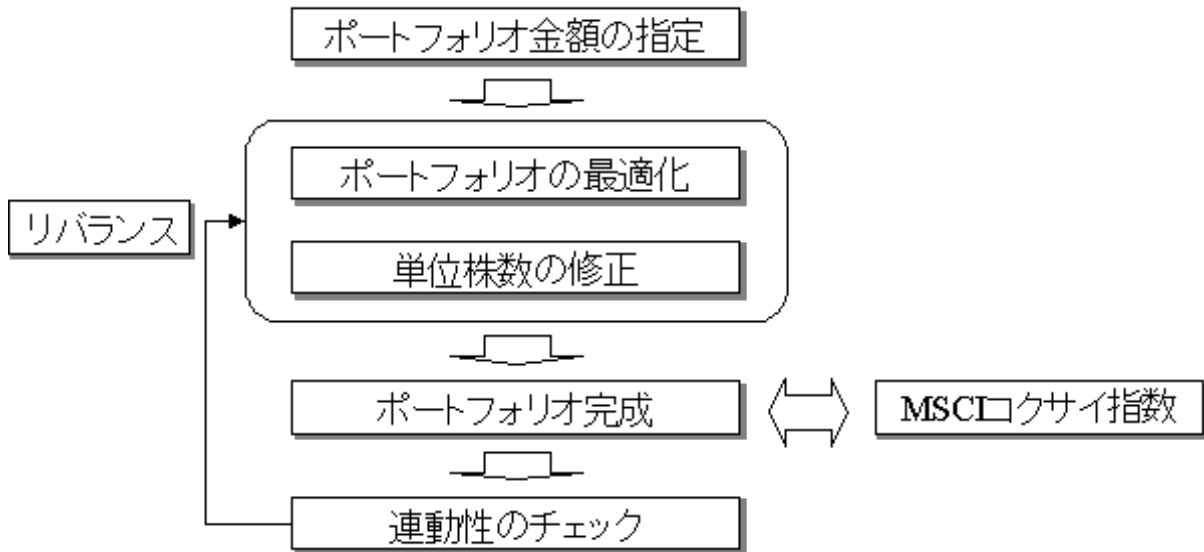 ポートフォリオ金額の指定
ポートフォリオの最適化
リバランス
単位株数の修正
ポートフォリオ完成
MSCIコクサイ指数
連動性のチェック